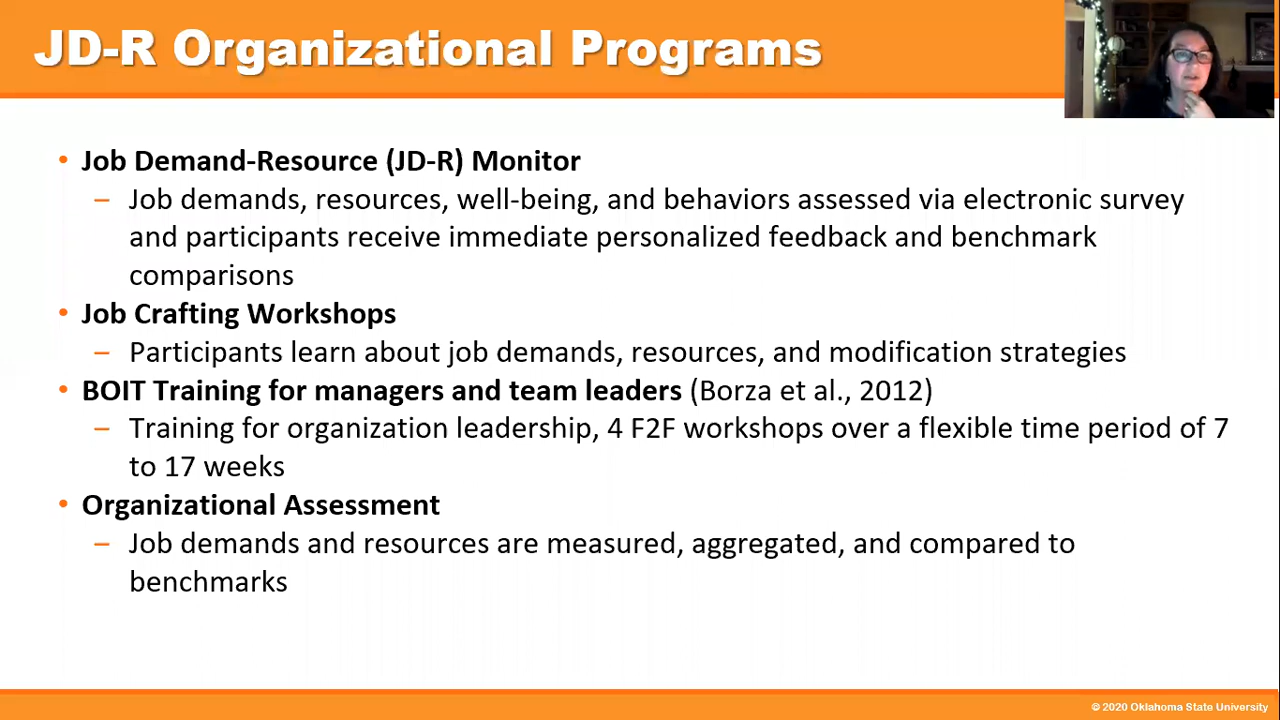 JD-R Organizational Programs
• Job Demand-Resource (JD-R) Monitor
– Job demands, resources, well-being, and behaviors assessed via electronic survey
and participants receive immediate personalized feedback and benchmark
comparisons
• Job Crafting Workshops
– Participants learn about job demands, resources, and modification strategies
• BOIT Training for managers and team leaders (Borza et al., 2012)
– Training for organization leadership, 4 F2F workshops over a flexible time period of 7
to 17 weeks
• Organizational Assessment
– Job demands and resources are measured, aggregated, and compared to
benchmarks
© 2020 Oklahoma State University